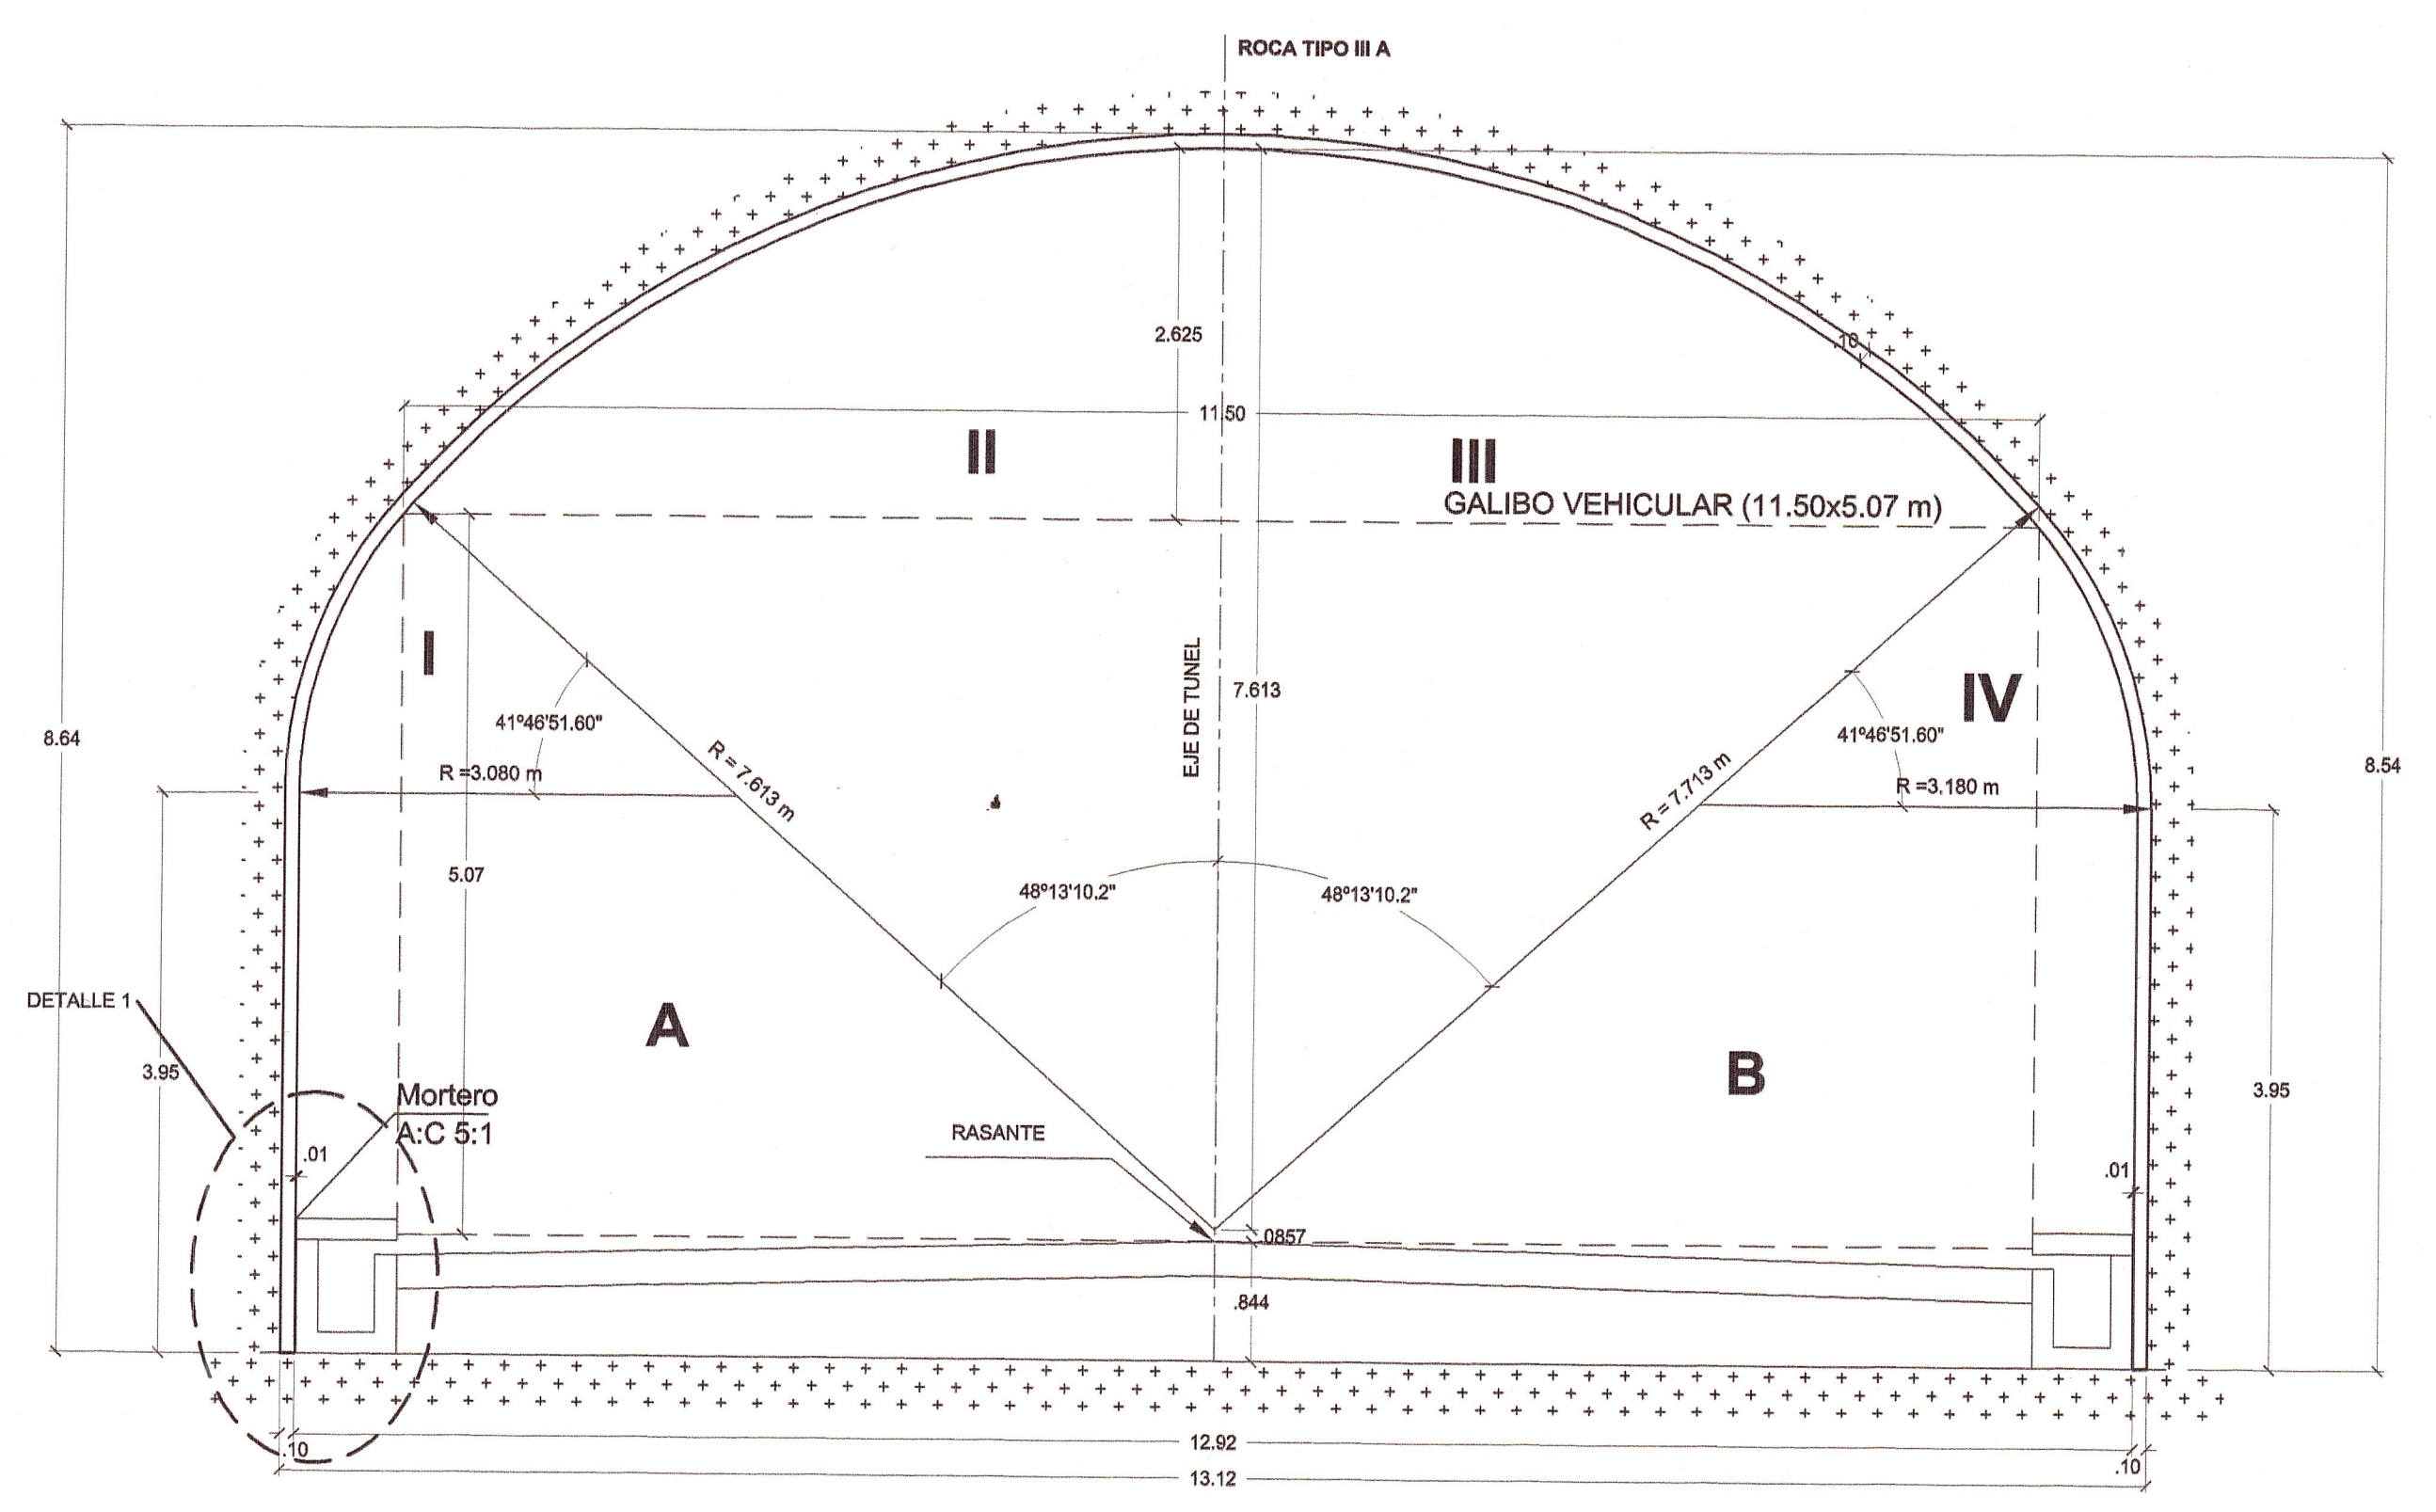 ROCA TIPO III A
.10
2.625
11.50
II
III
GALIBO VEHICULAR (11.50x5.07 m)
I
IV
EJE DE TUNEL
7.613
41º46'51.60"
41º46'51.60"
8.64
8.54
R =3.080 m
R = 7.613 m
R = 7.713 m
R =3.180 m
5.07
48º13'10.2"
48º13'10.2"
DETALLE 1
A
B
3.95
3.95
Mortero
A:C 5:1
RASANTE
.01
.01
.0857
.844
.10
12.92
.10
13.12